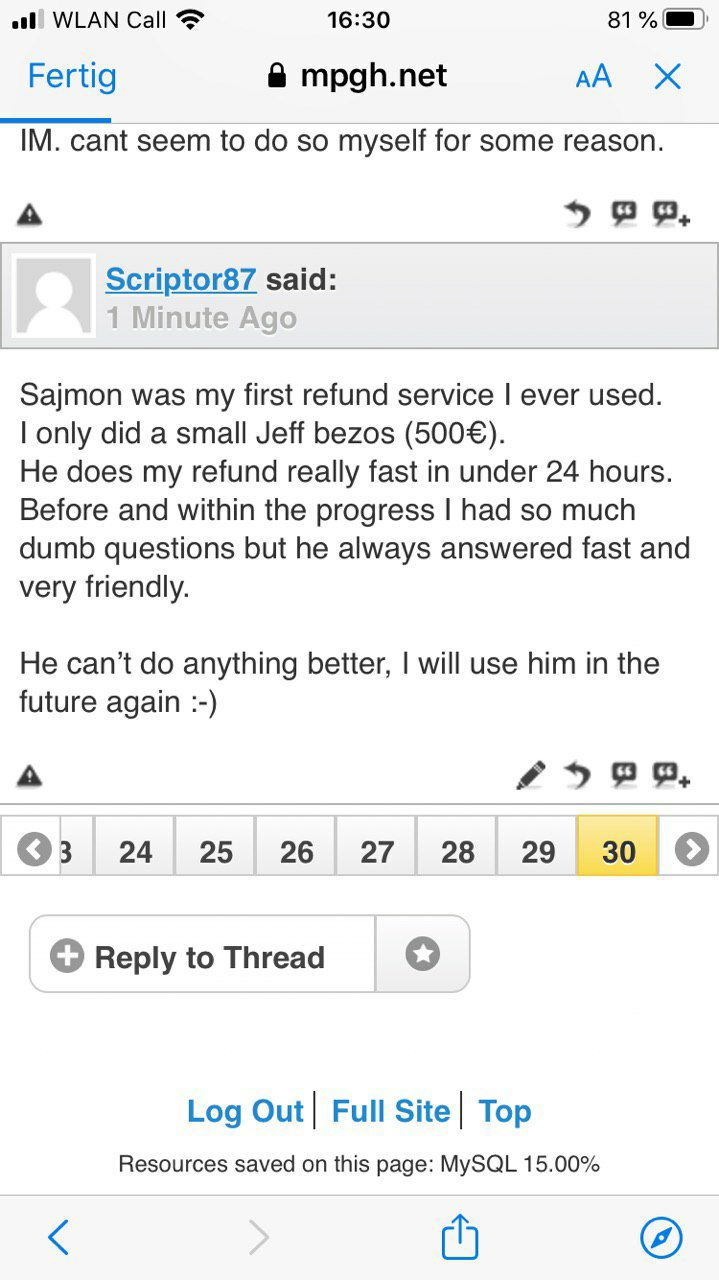 WLAN Call 16:30 81 %
Fertig mpgh.net AA
IM. cant seem to do so myself for some reason.
Scriptor87 said:
1 Minute Ago
Sajmon was my first refund service I ever used.
I only did a small Jeff bezos (500€).
He does my refund really fast in under 24 hours.
Before and within the progress I had so much
dumb questions but he always answered fast and
very friendly.
He can't do anything better, I will use him in the
future again :-)
3 24 25 26 27 28 29 30
Reply to Thread
Log Out | Full Site | Top
Resources saved on this page: MySQL 15.00%